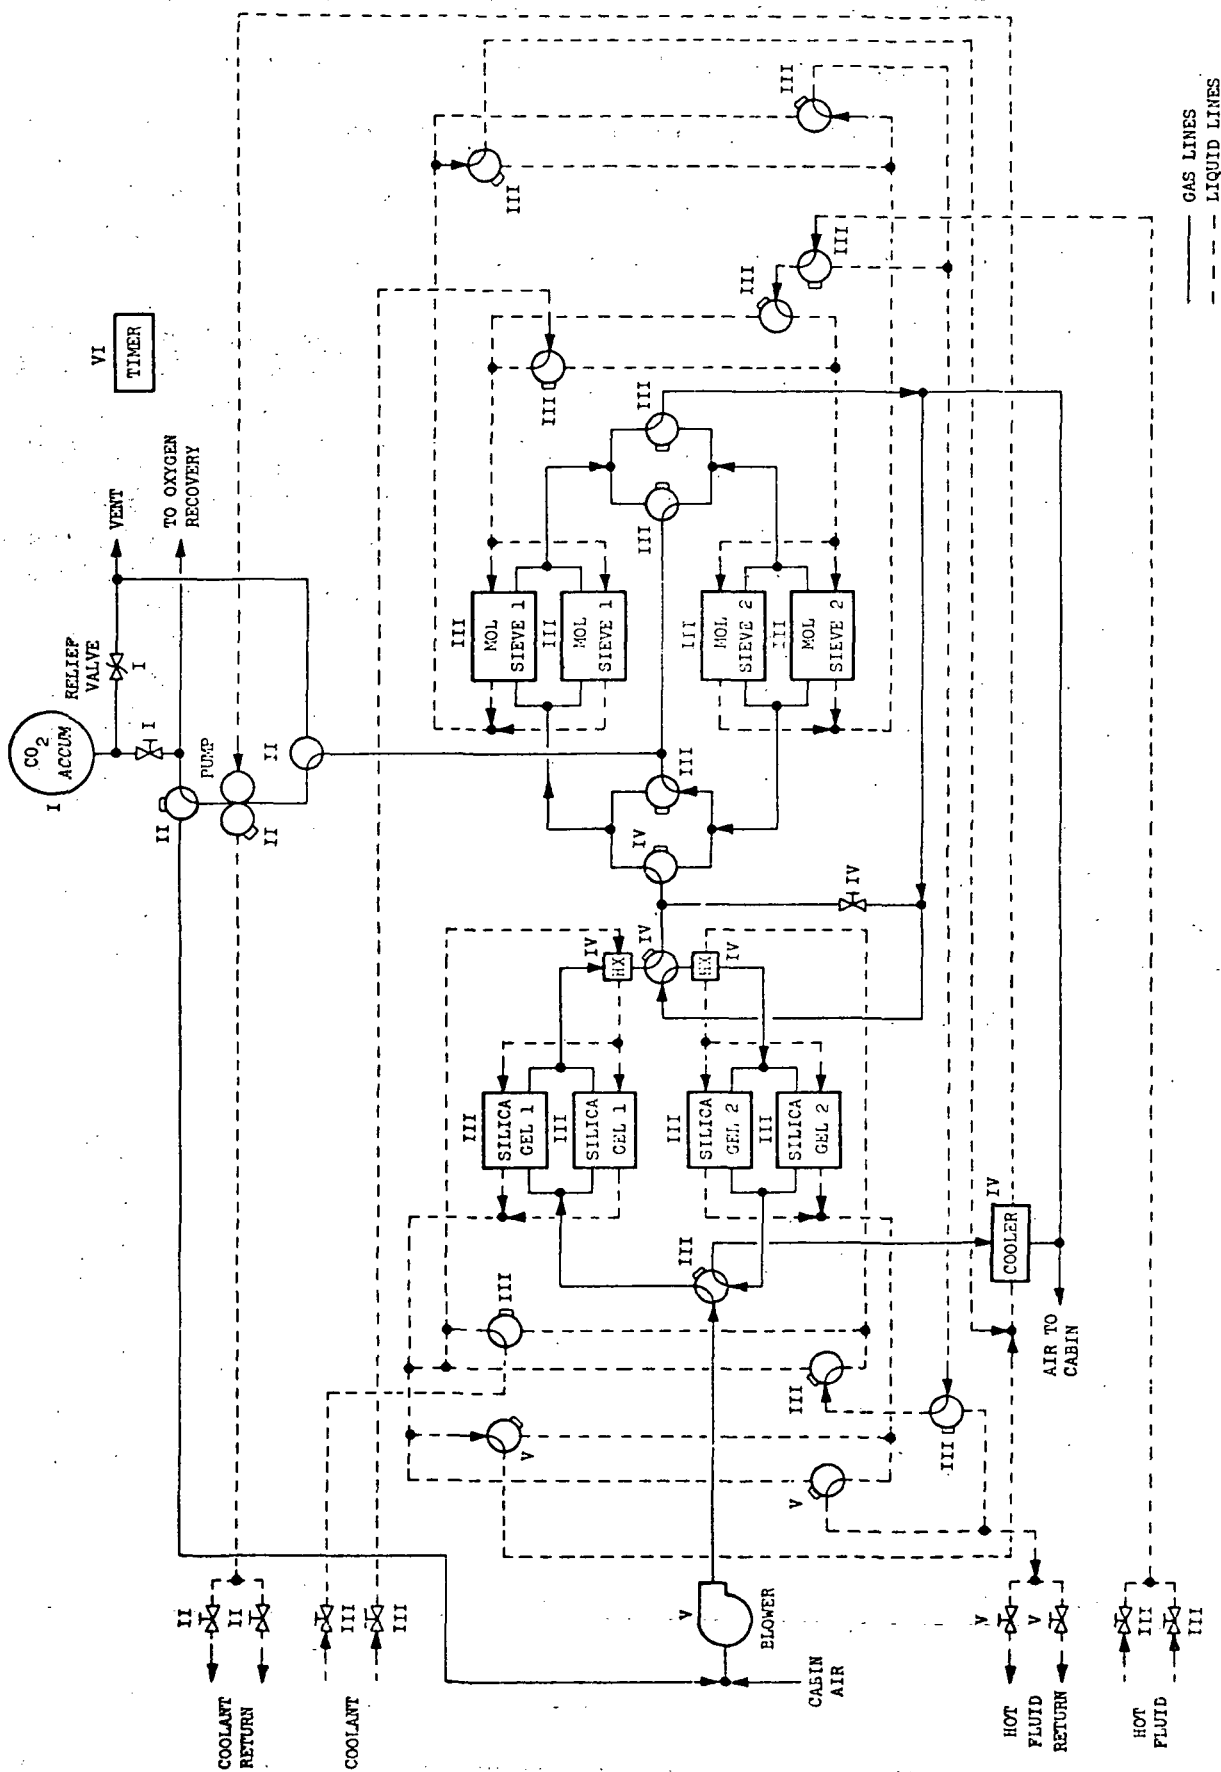 CO2
ACCUM
I
RELIEF
VALVE
I
VENT
VI
TIMER
I
TO OXYGEN
RECOVERY
II
PUMP
II
II
COOLANT
RETURN
II
II
COOLANT
III
III
III
V
III
SILICA
GEL 1
III
SILICA
GEL 1
III
MOL
SIEVE 1
III
MOL
SIEVE 1
III
III
IV
HX
IV
HX
IV
IV
III
III
III
III
SILICA
GEL 2
III
SILICA
GEL 2
III
MOL
SIEVE 2
III
MOL
SIEVE 2
V
BLOWER
III
CABIN
AIR
V
III
III
III
III
IV
III
IV
COOLER
AIR TO
CABIN
HOT
FLUID
RETURN
V
V
HOT
FLUID
III
III
GAS LINES
LIQUID LINES